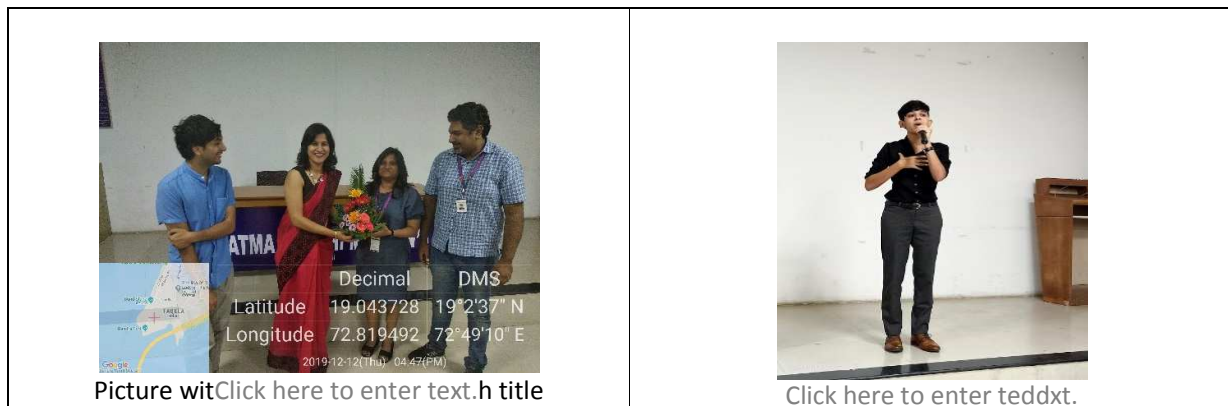 ATMA
Decimal DMS
Latitude 19.043728 19°2'37" N
Longitude 72.819492 72°49'10" E
Google
2019-12-12(Thu) 04:47(PM)
Picture witClick here to enter text.h title
Click here to enter teddxt.